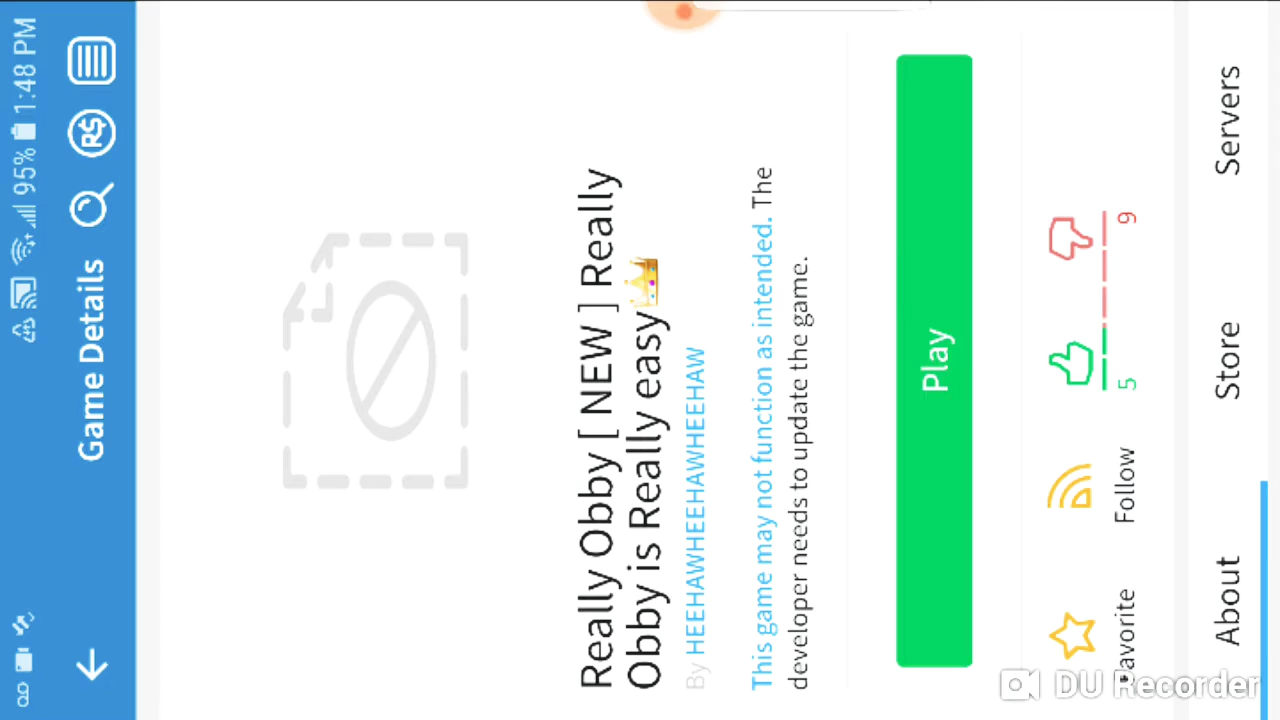 95% 1:48 PM
Game Details
R$
Really Obby [ NEW ] Really
Obby is Really easy👑
By HEEHAWHEEHAWHEEHAW
This game may not function as intended. The
developer needs to update the game.
Play
Favorite
Follow
5
9
About
Store
Servers
DU Recorder